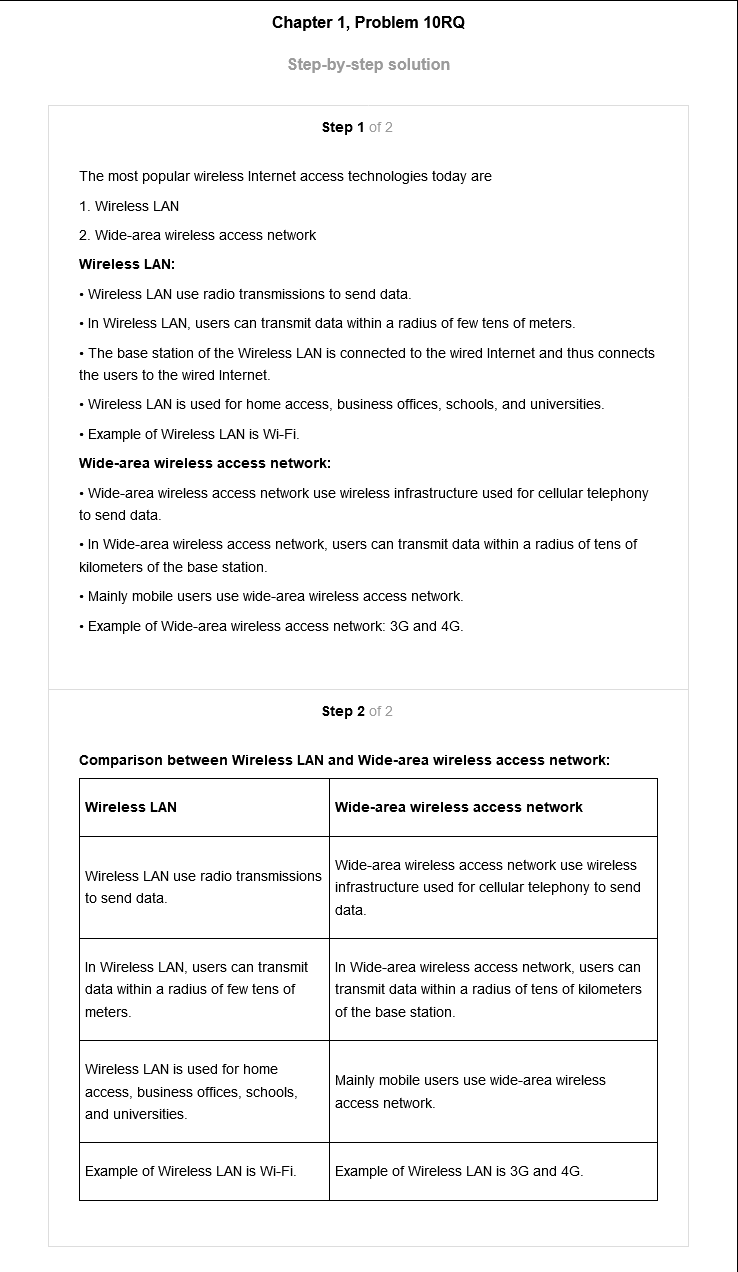 Chapter 1, Problem 10RQ
Step-by-step solution
Step 1 of 2
The most popular wireless Internet access technologies today are
1. Wireless LAN
2. Wide-area wireless access network
Wireless LAN:
• Wireless LAN use radio transmissions to send data.
• In Wireless LAN, users can transmit data within a radius of few tens of meters.
• The base station of the Wireless LAN is connected to the wired Internet and thus connects
the users to the wired Internet.
• Wireless LAN is used for home access, business offices, schools, and universities.
• Example of Wireless LAN is Wi-Fi.
Wide-area wireless access network:
• Wide-area wireless access network use wireless infrastructure used for cellular telephony
to send data.
• In Wide-area wireless access network, users can transmit data within a radius of tens of
kilometers of the base station.
• Mainly mobile users use wide-area wireless access network.
• Example of Wide-area wireless access network: 3G and 4G.
Step 2 of 2
Comparison between Wireless LAN and Wide-area wireless access network:
Wireless LAN
Wide-area wireless access network
Wireless LAN use radio transmissions
to send data.
Wide-area wireless access network use wireless
infrastructure used for cellular telephony to send
data.
In Wireless LAN, users can transmit
data within a radius of few tens of
meters.
In Wide-area wireless access network, users can
transmit data within a radius of tens of kilometers
of the base station.
Wireless LAN is used for home
access, business offices, schools,
and universities.
Mainly mobile users use wide-area wireless
access network.
Example of Wireless LAN is Wi-Fi.
Example of Wireless LAN is 3G and 4G.